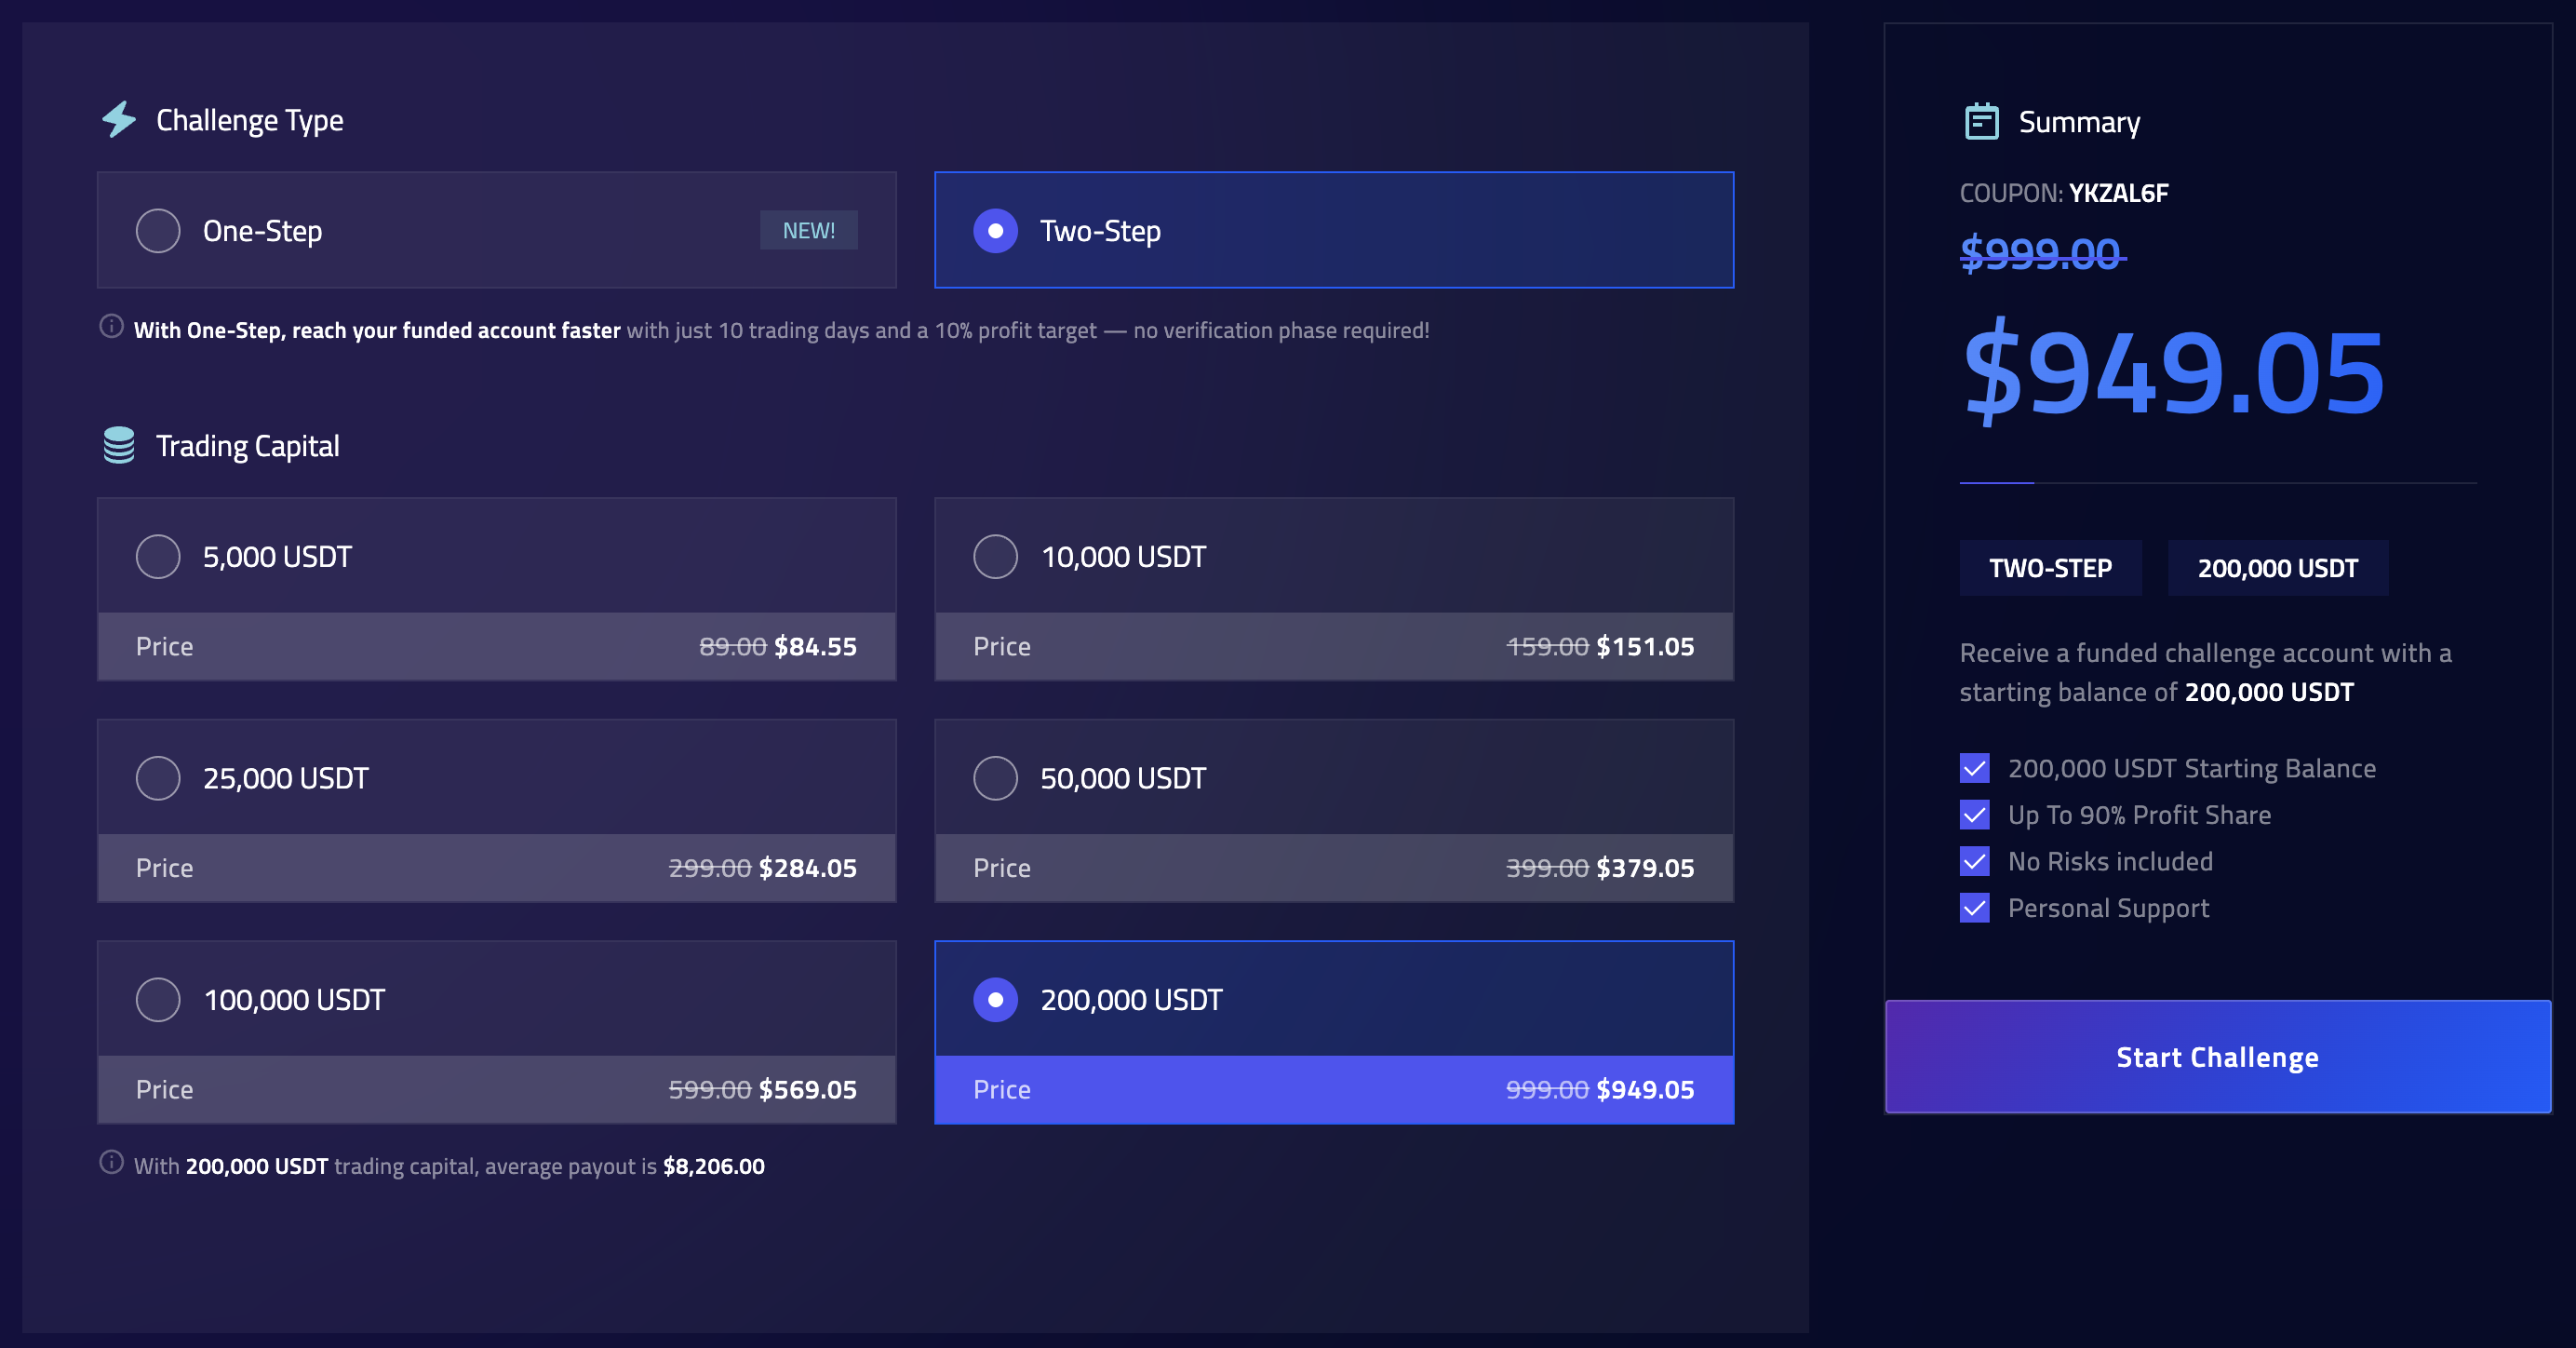 Challenge Type
One-Step
NEW!
Two-Step
With One-Step, reach your funded account faster with just 10 trading days and a 10% profit target — no verification phase required!
Trading Capital
5,000 USDT
Price 89.00 $84.55
10,000 USDT
Price 159.00 $151.05
25,000 USDT
Price 299.00 $284.05
50,000 USDT
Price 399.00 $379.05
100,000 USDT
Price 599.00 $569.05
200,000 USDT
Price 999.00 $949.05
With 200,000 USDT trading capital, average payout is $8,206.00
Summary
COUPON: YKZAL6F
$999.00
$949.05
TWO-STEP
200,000 USDT
Receive a funded challenge account with a
starting balance of 200,000 USDT
200,000 USDT Starting Balance
Up To 90% Profit Share
No Risks included
Personal Support
Start Challenge